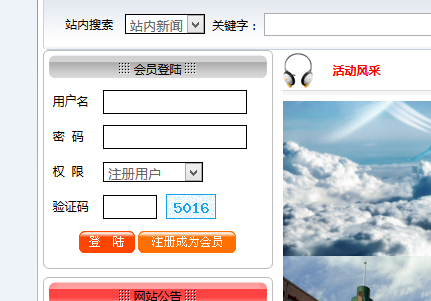 站内搜索 站内新闻 关键字：
会员登陆
活动风采
用户名
密 码
权 限 注册用户
验证码 5016
登 陆 注册成为会员
网站公告